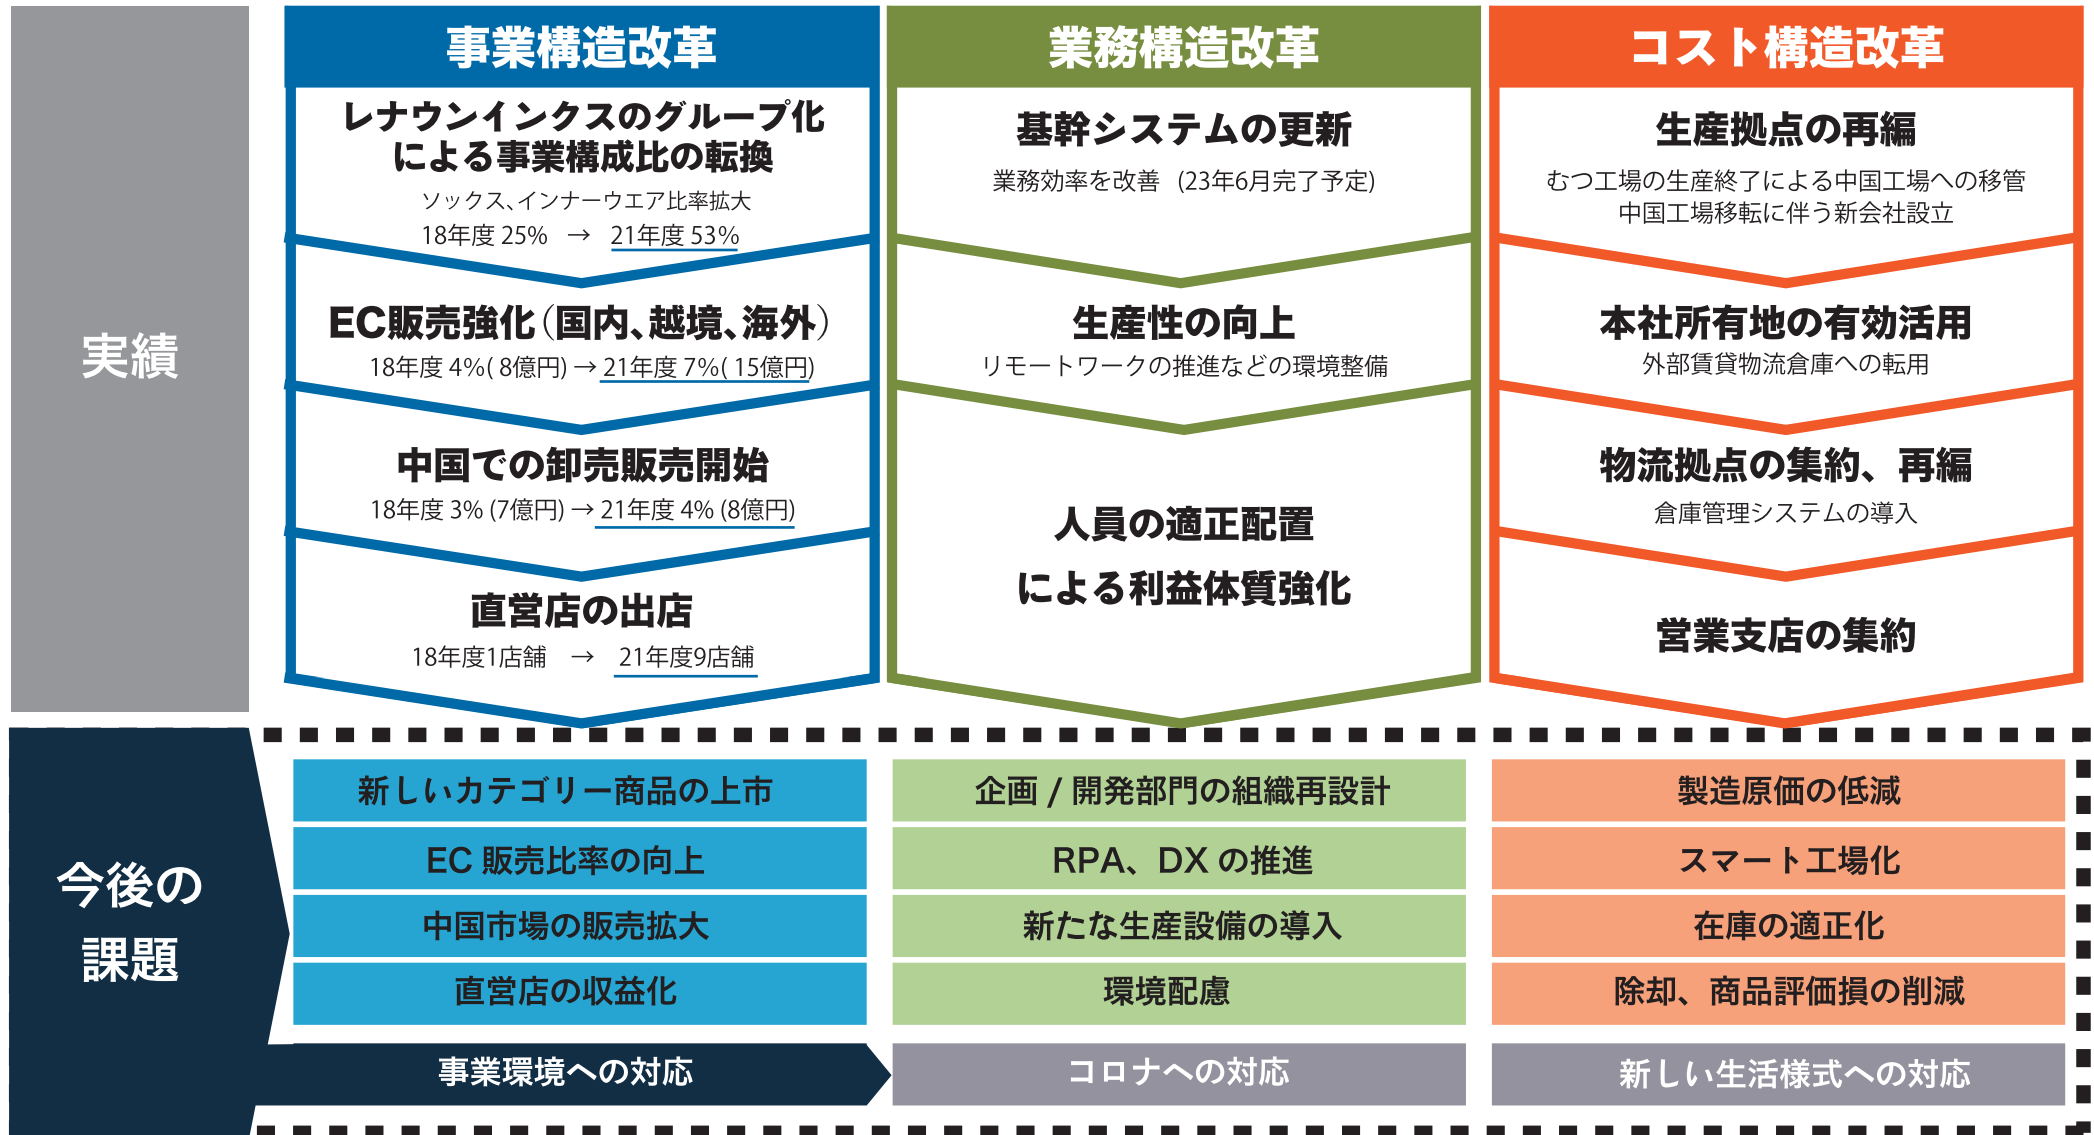 実績
事業構造改革
レナウンインクスのグループ化
による事業構成比の転換
ソックス、インナーウエア比率拡大
18年度 25% → 21年度 53%
EC販売強化（国内、越境、海外）
18年度 4%( 8億円) → 21年度 7%( 15億円)
中国での卸売販売開始
18年度 3% (7億円) → 21年度 4% (8億円)
直営店の出店
18年度1店舗 → 21年度9店舗
業務構造改革
基幹システムの更新
業務効率を改善 (23年6月完了予定)
生産性の向上
リモートワークの推進などの環境整備
人員の適正配置
による利益体質強化
コスト構造改革
生産拠点の再編
むつ工場の生産終了による中国工場への移管
中国工場移転に伴う新会社設立
本社所有地の有効活用
外部賃貸物流倉庫への転用
物流拠点の集約、再編
倉庫管理システムの導入
営業支店の集約
今後の
課題
新しいカテゴリー商品の上市
EC 販売比率の向上
中国市場の販売拡大
直営店の収益化
企画 / 開発部門の組織再設計
RPA、DX の推進
新たな生産設備の導入
環境配慮
製造原価の低減
スマート工場化
在庫の適正化
除却、商品評価損の削減
事業環境への対応
コロナへの対応
新しい生活様式への対応